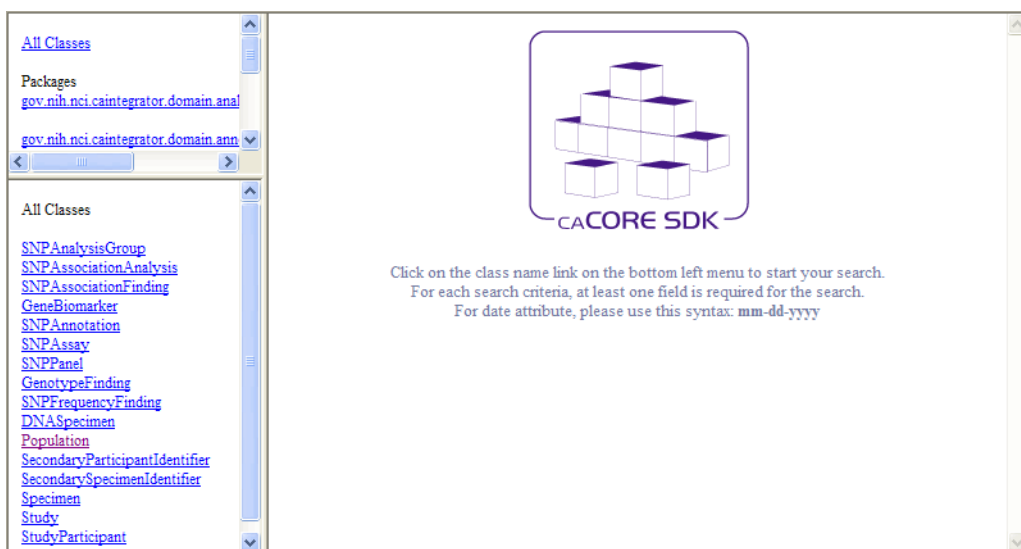 All Classes
Packages
gov.nih.nci.caintegrator.domain.anal
gov.nih.nci.caintegrator.domain.ann
All Classes
SNPAnalysisGroup
SNPAssociationAnalysis
SNPAssociationFinding
GeneBiomarker
SNPAnnotation
SNPAssay
SNPPanel
GenotypeFinding
SNPFrequencyFinding
DNASpecimen
Population
SecondaryParticipantIdentifier
SecondarySpecimenIdentifier
Specimen
Study
StudyParticipant
caCORE SDK
Click on the class name link on the bottom left menu to start your search.
For each search criteria, at least one field is required for the search.
For date attribute, please use this syntax: mm-dd-yyyy